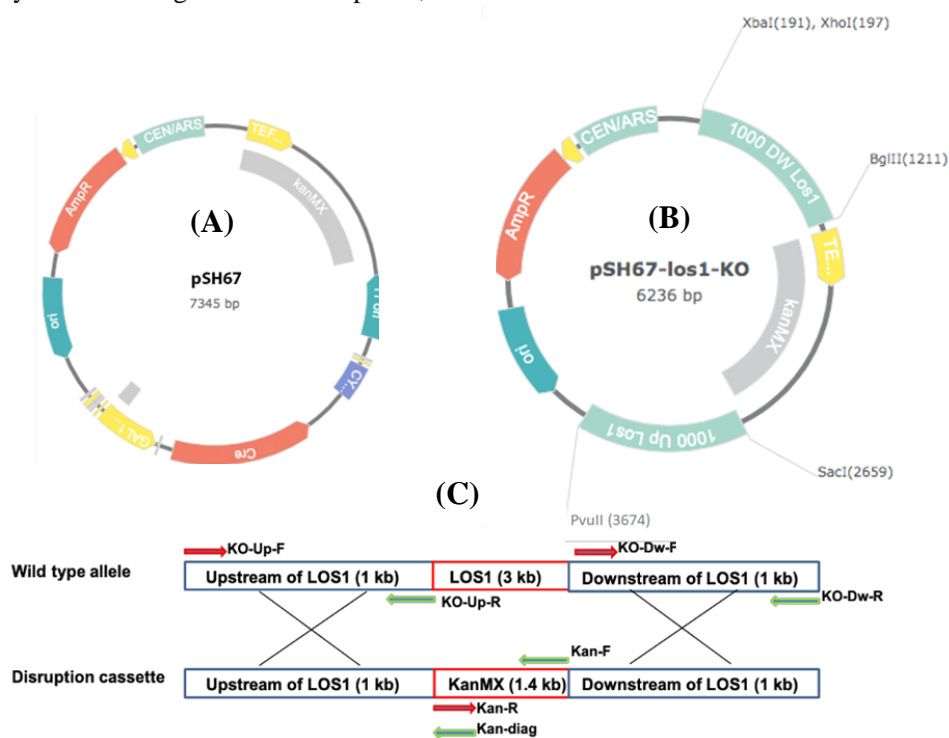 CEN/ARS
TEF...
AmpR
kanMX
(A)
pSH67
7345 bp
ori
CY...
GAL1...
Cre
XbaI(191), XhoI(197)
CEN/ARS
1000 DW Los1
BglII(1211)
AmpR
(B)
TE...
pSH67-los1-KO
6236 bp
kanMX
ori
1000 Up Los1
SacI(2659)
PvuII (3674)
(C)
KO-Up-F
KO-Dw-F
Wild type allele
Upstream of LOS1 (1 kb)
LOS1 (3 kb)
Downstream of LOS1 (1 kb)
KO-Up-R
KO-Dw-R
Kan-F
Disruption cassette
Upstream of LOS1 (1 kb)
KanMX (1.4 kb)
Downstream of LOS1 (1 kb)
Kan-R
Kan-diag